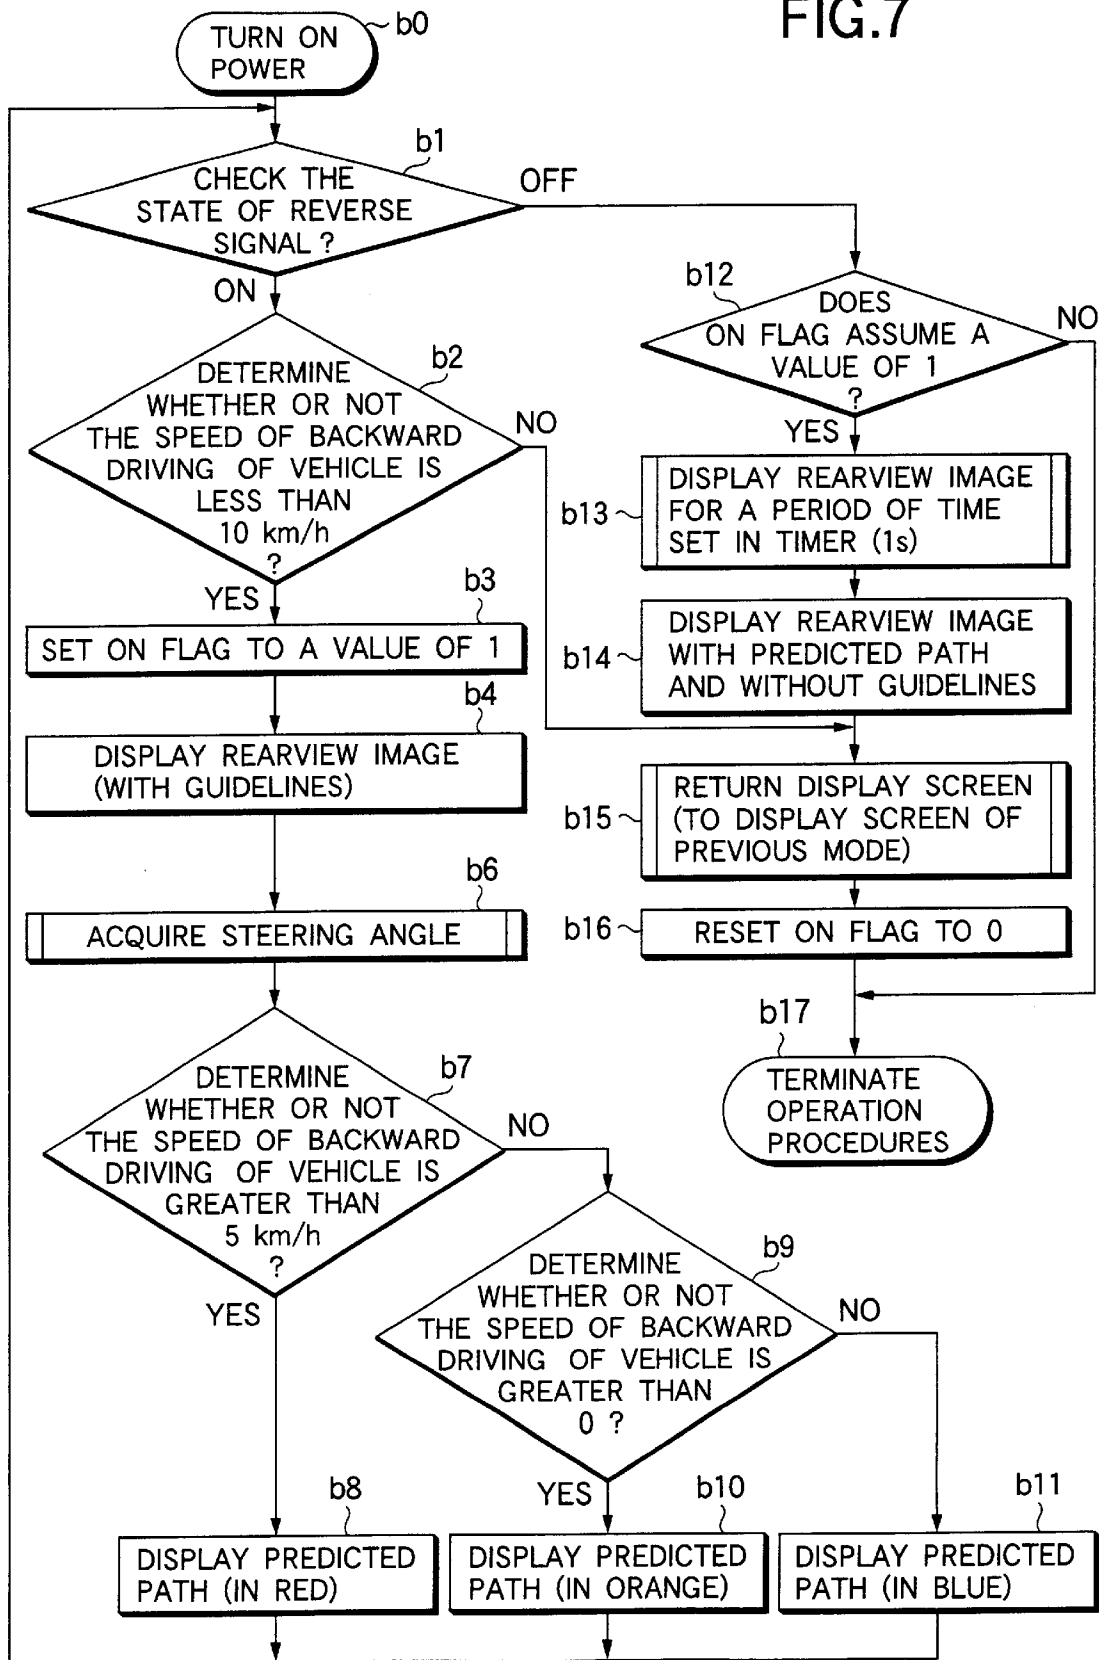 FIG.7
b0
TURN ON
POWER
b1
CHECK THE
STATE OF REVERSE
SIGNAL ?
OFF
ON
b2
DETERMINE
WHETHER OR NOT
THE SPEED OF BACKWARD
DRIVING OF VEHICLE IS
LESS THAN
10 km/h
?
NO
YES
b3
SET ON FLAG TO A VALUE OF 1
b4
DISPLAY REARVIEW IMAGE
(WITH GUIDELINES)
b6
ACQUIRE STEERING ANGLE
b7
DETERMINE
WHETHER OR NOT
THE SPEED OF BACKWARD
DRIVING OF VEHICLE IS
GREATER THAN
5 km/h
?
NO
YES
b8
DISPLAY PREDICTED
PATH (IN RED)
b9
DETERMINE
WHETHER OR NOT
THE SPEED OF BACKWARD
DRIVING OF VEHICLE IS
GREATER THAN
0 ?
NO
YES
b10
DISPLAY PREDICTED
PATH (IN ORANGE)
b11
DISPLAY PREDICTED
PATH (IN BLUE)
b12
DOES
ON FLAG ASSUME A
VALUE OF 1
?
NO
YES
b13
DISPLAY REARVIEW IMAGE
FOR A PERIOD OF TIME
SET IN TIMER (1s)
b14
DISPLAY REARVIEW IMAGE
WITH PREDICTED PATH
AND WITHOUT GUIDELINES
b15
RETURN DISPLAY SCREEN
(TO DISPLAY SCREEN OF
PREVIOUS MODE)
b16
RESET ON FLAG TO 0
b17
TERMINATE
OPERATION
PROCEDURES